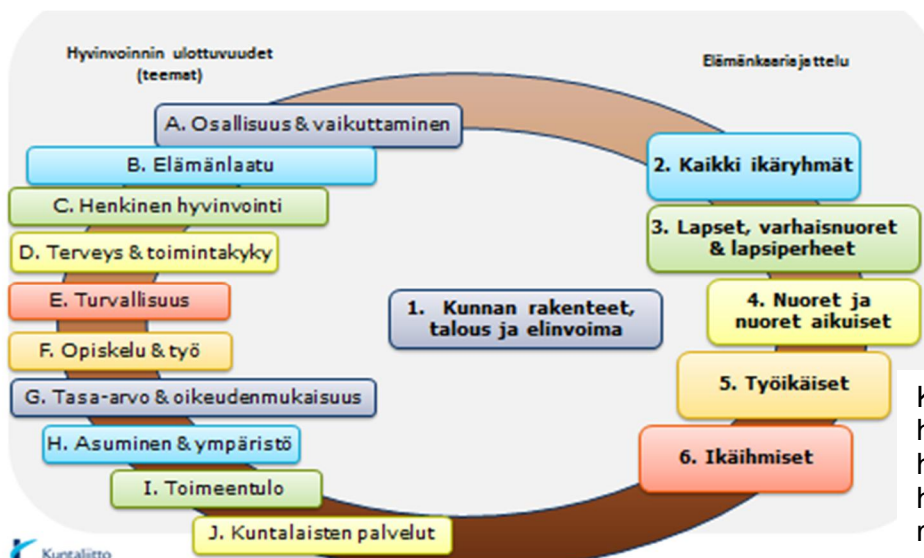 Hyvinvoinnin ulottuvuudet
(teemat)
Elämänkaariajattelu
A. Osallisuus & vaikuttaminen
B. Elämänlaatu
C. Henkinen hyvinvointi
D. Terveys & toimintakyky
E. Turvallisuus
F. Opiskelu & työ
G. Tasa-arvo & oikeudenmukaisuus
H. Asuminen & ympäristö
I. Toimeentulo
J. Kuntalaisten palvelut
1. Kunnan rakenteet,
talous ja elinvoima
2. Kaikki ikäryhmät
3. Lapset, varhaisnuoret
& lapsiperheet
4. Nuoret ja
nuoret aikuiset
5. Työikäiset
6. Ikäihmiset
Kuntaliitto